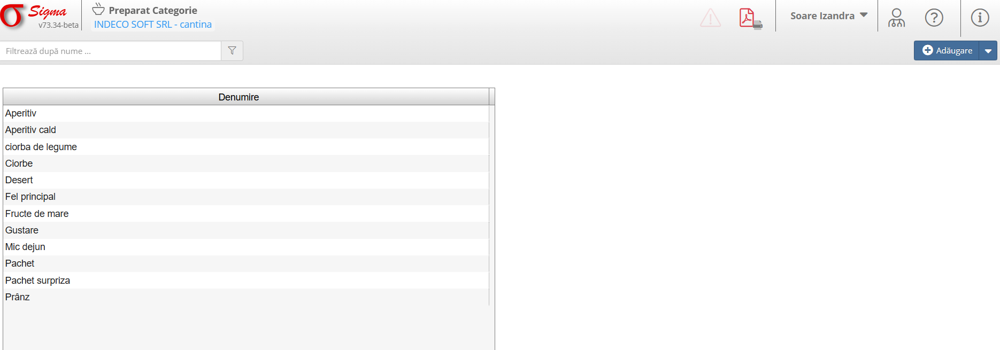 σ Sigma
v73.34-beta
Preparat Categorie
INDECO SOFT SRL - cantina
Soare Izandra
Filtrează după nume ...
Adăugare
Denumire
Aperitiv
Aperitiv cald
ciorba de legume
Ciorbe
Desert
Fel principal
Fructe de mare
Gustare
Mic dejun
Pachet
Pachet surpriza
Prânz